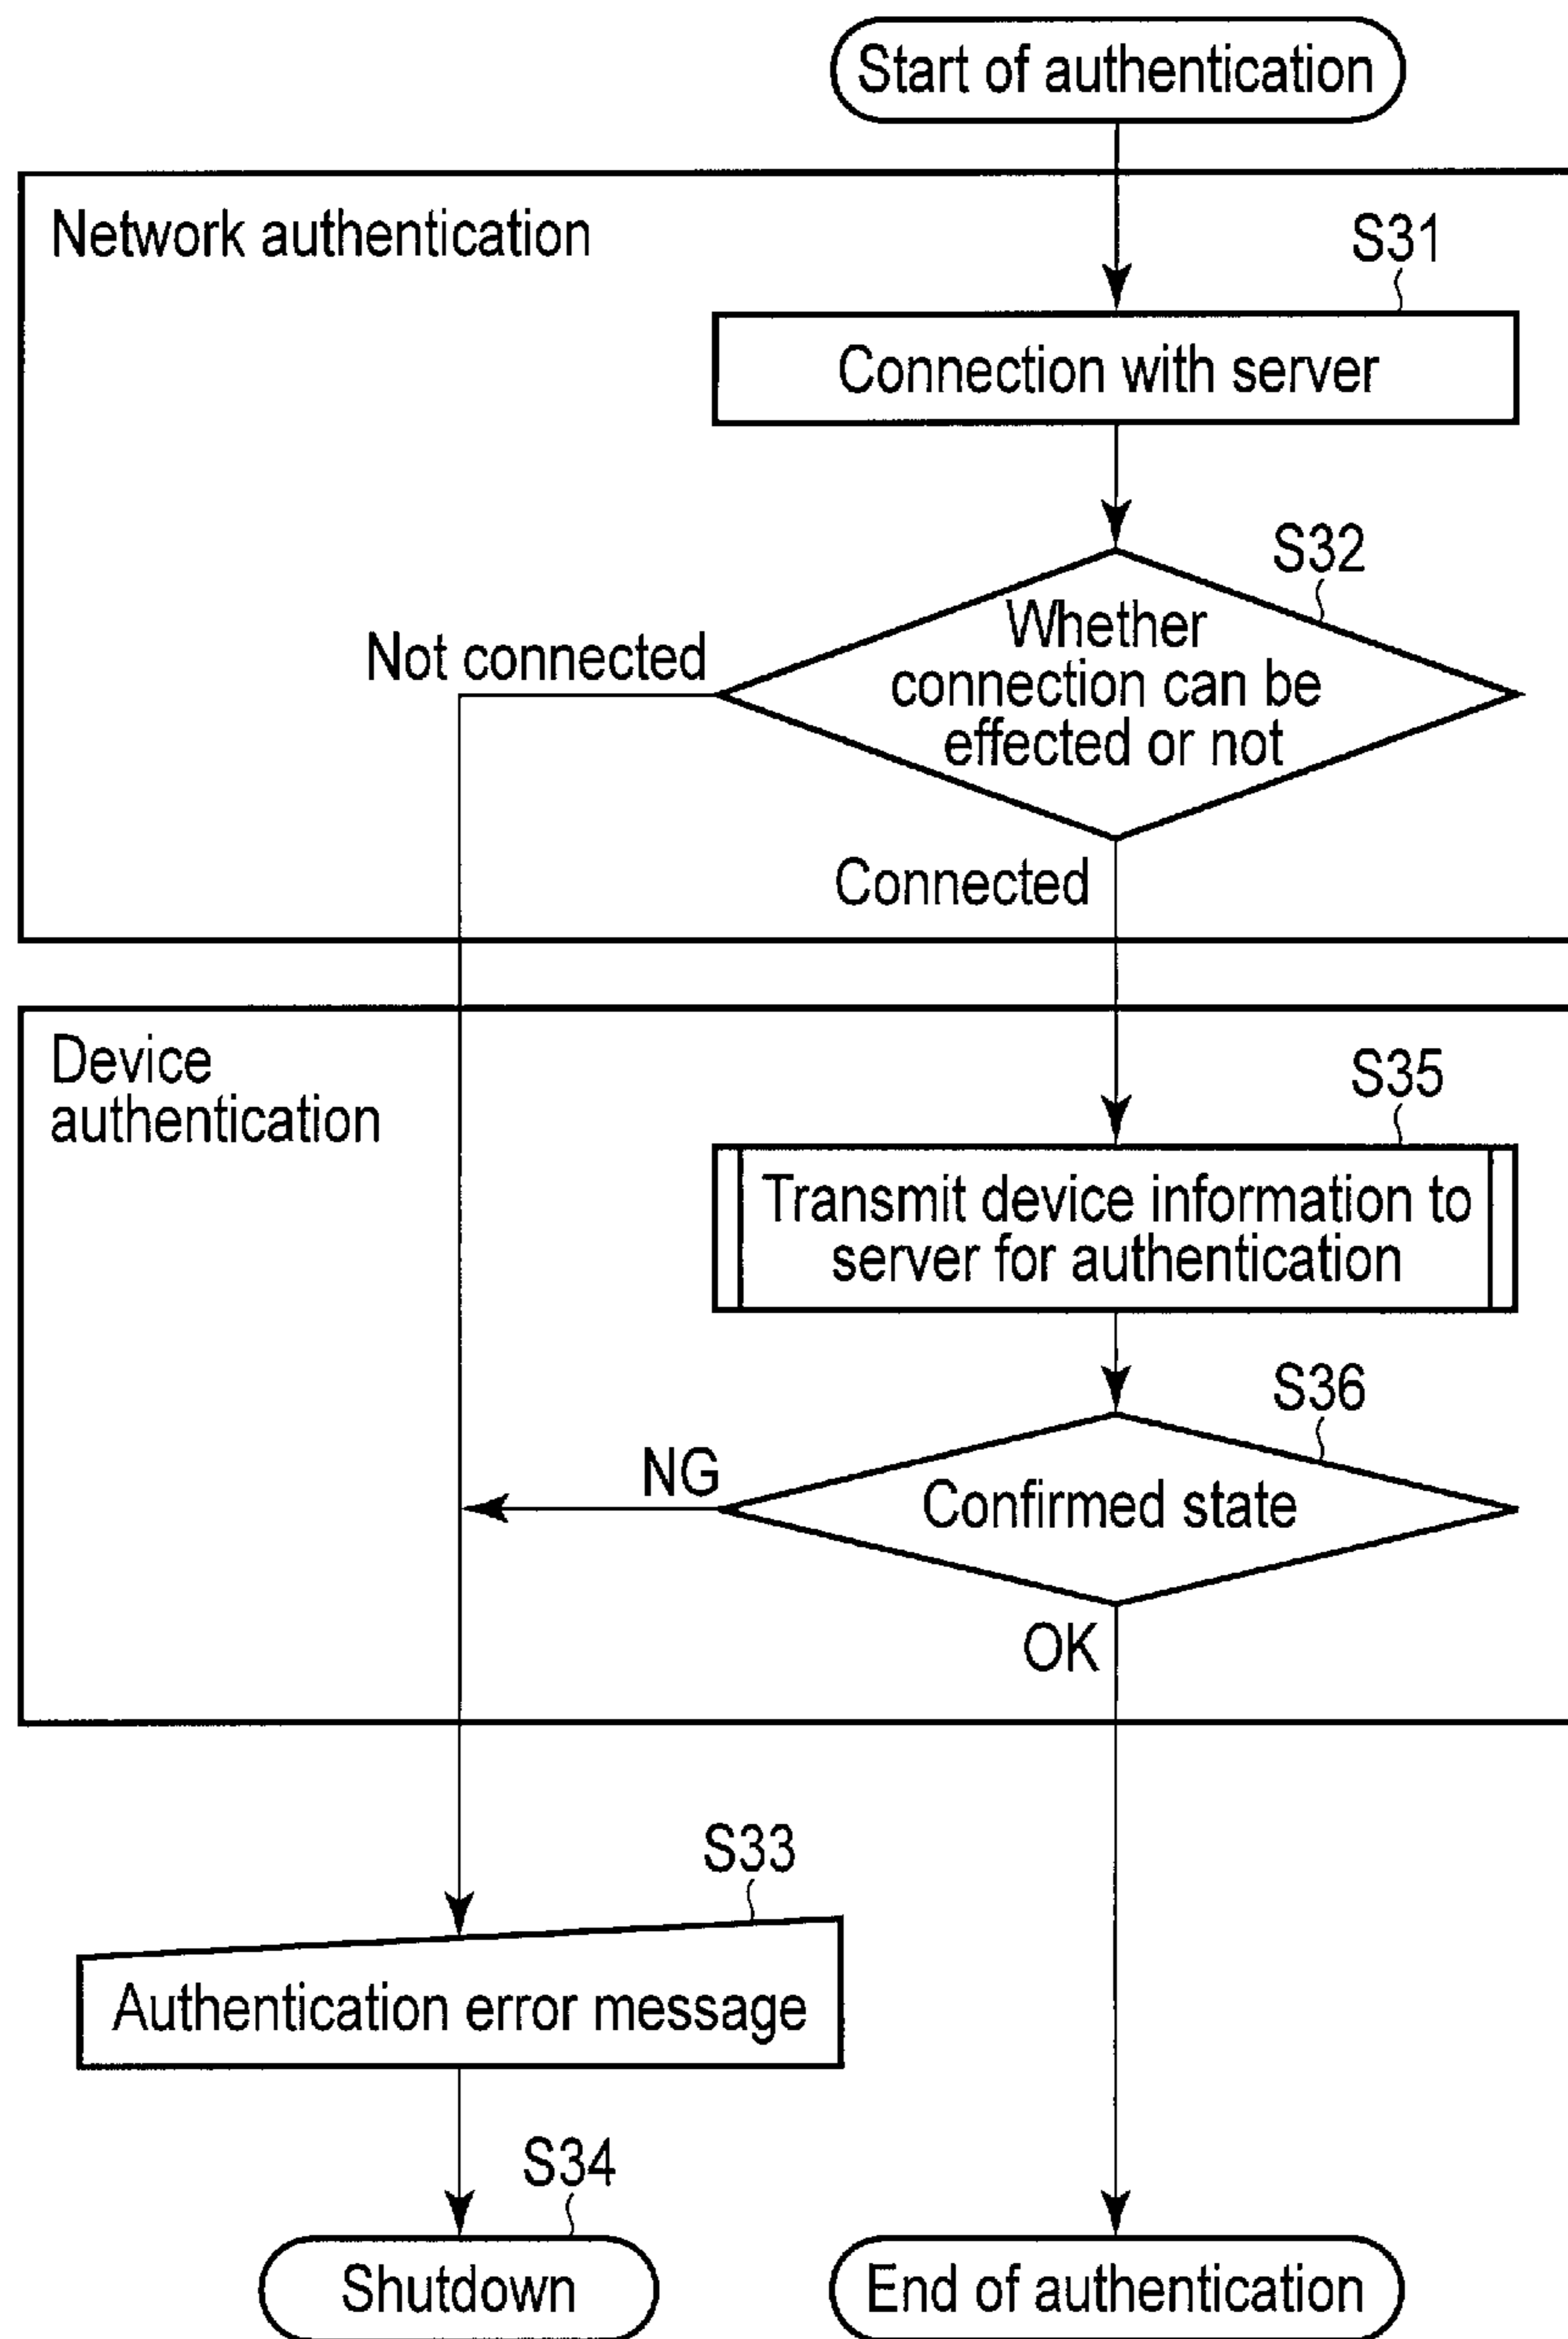 Start of authentication
Network authentication
S31
Connection with server
S32
Whether
connection can be
effected or not
Not connected
Connected
Device
authentication
S35
Transmit device information to
server for authentication
S36
Confirmed state
NG
OK
S33
Authentication error message
S34
Shutdown
End of authentication